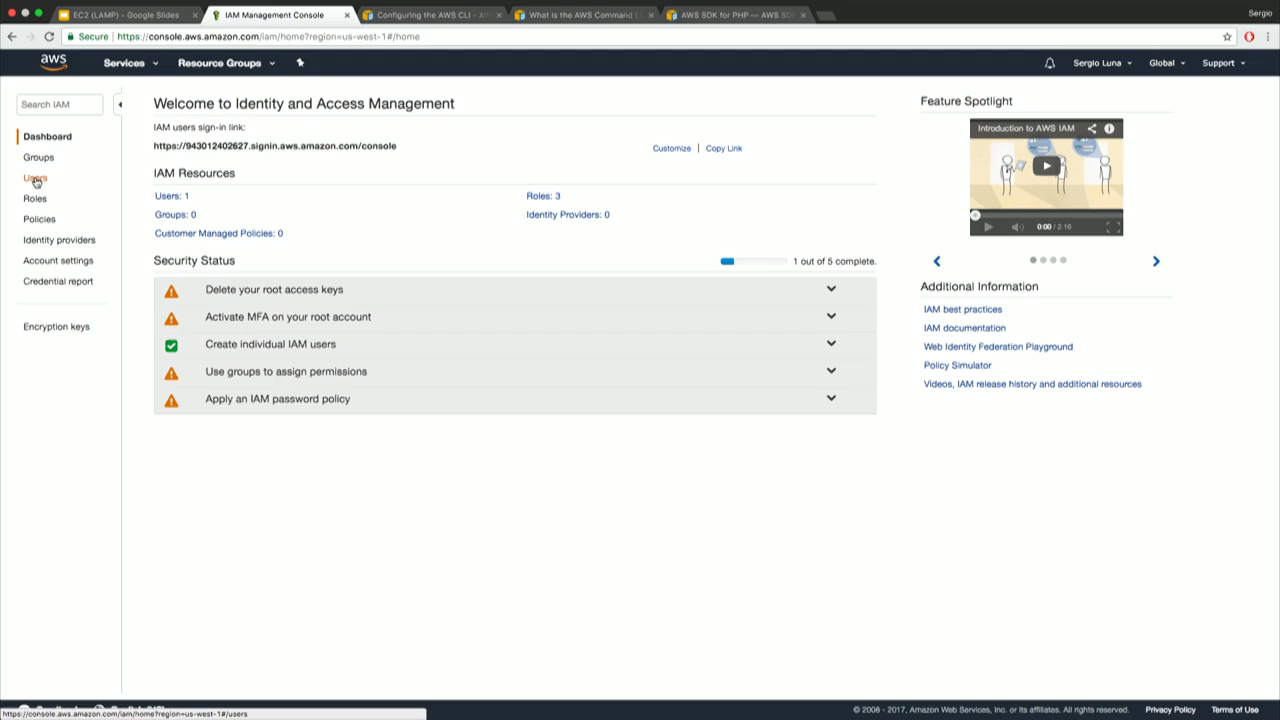 EC2 (LAMP) - Google Slides
IAM Management Console
Configuring the AWS CLI - AW
What Is the AWS Command L
AWS SDK for PHP — AWS SD
Sergio
Secure | https://console.aws.amazon.com/iam/home?region=us-west-1#/home
aws
Services
Resource Groups
Sergio Luna
Global
Support
Search IAM
Dashboard
Groups
Users
Roles
Policies
Identity providers
Account settings
Credential report
Encryption keys
Welcome to Identity and Access Management
IAM users sign-in link:
https://943012402627.signin.aws.amazon.com/console
Customize | Copy Link
IAM Resources
Users: 1
Roles: 3
Groups: 0
Identity Providers: 0
Customer Managed Policies: 0
Security Status
1 out of 5 complete.
Delete your root access keys
Activate MFA on your root account
Create individual IAM users
Use groups to assign permissions
Apply an IAM password policy
Feature Spotlight
Introduction to AWS IAM
0:00 / 2:16
Additional Information
IAM best practices
IAM documentation
Web Identity Federation Playground
Policy Simulator
Videos, IAM release history and additional resources
https://console.aws.amazon.com/iam/home?region=us-west-1#/users
© 2008 - 2017, Amazon Web Services, Inc. or its affiliates. All rights reserved.
Privacy Policy
Terms of Use